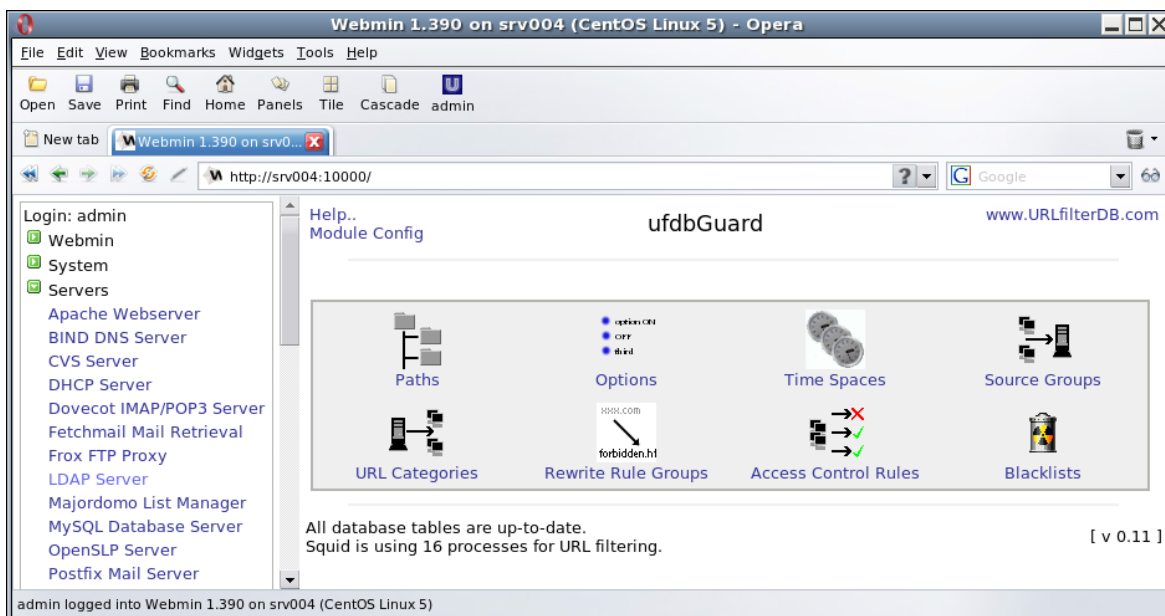 Webmin 1.390 on srv004 (CentOS Linux 5) - Opera
File Edit View Bookmarks Widgets Tools Help
Open Save Print Find Home Panels Tile Cascade admin
New tab Webmin 1.390 on srv0...
http://srv004:10000/
Google
Login: admin
Webmin
System
Servers
Apache Webserver
BIND DNS Server
CVS Server
DHCP Server
Dovecot IMAP/POP3 Server
Fetchmail Mail Retrieval
Frox FTP Proxy
LDAP Server
Majordomo List Manager
MySQL Database Server
OpenSLP Server
Postfix Mail Server
Help..
Module Config
ufdbGuard
www.URLfilterDB.com
option ON
OFF
third
Paths Options Time Spaces Source Groups
xxx.com
forbidden.ht
URL Categories Rewrite Rule Groups Access Control Rules Blacklists
All database tables are up-to-date.
Squid is using 16 processes for URL filtering.
[ v 0.11 ]
admin logged into Webmin 1.390 on srv004 (CentOS Linux 5)